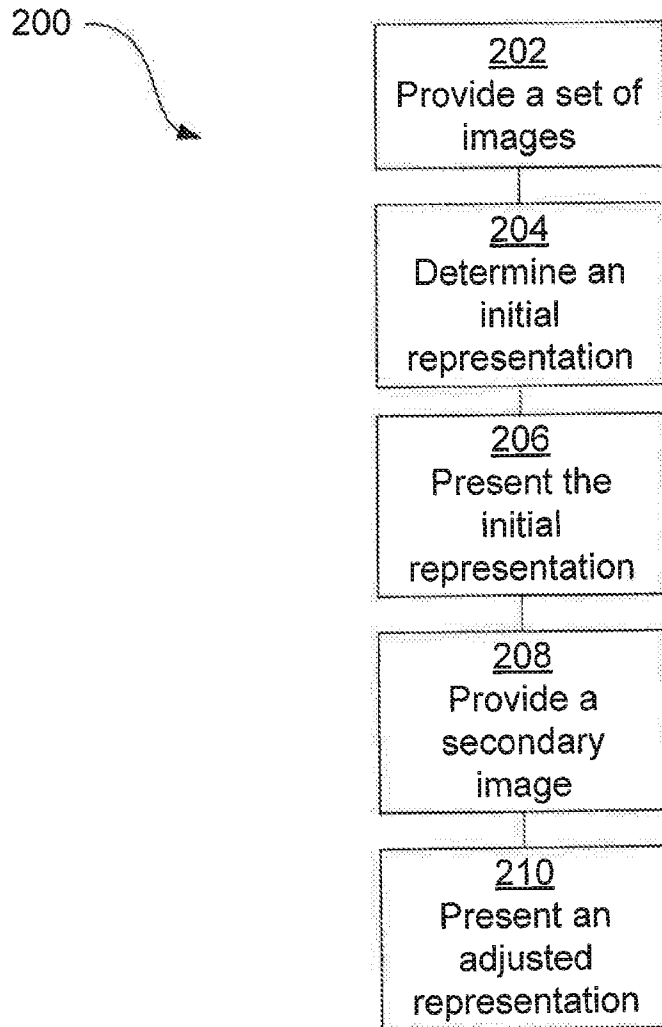 200
202
Provide a set of
images
204
Determine an
initial
representation
206
Present the
initial
representation
208
Provide a
secondary
image
210
Present an
adjusted
representation